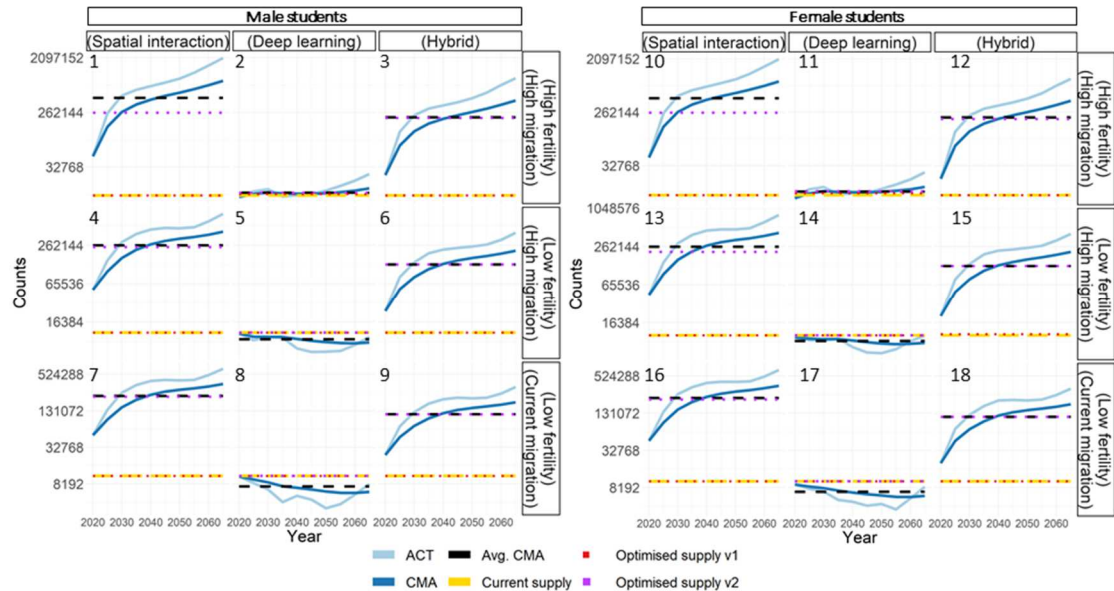 Male students
Female students
(Spatial interaction) (Deep learning) (Hybrid)
(Spatial interaction) (Deep learning) (Hybrid)
1 2 3
10 11 12
2097152
262144
32768
2097152
262144
32768
(High fertility)
(High migration)
(High fertility)
(High migration)
4 5 6
13 14 15
2622144
65536
16384
1048576
262144
65536
16384
(Low fertility)
(High migration)
(Low fertility)
(High migration)
7 8 9
16 17 18
524288
131072
32768
8192
524288
131072
32768
8192
(Low fertility)
(Current migration)
(Low fertility)
(Current migration)
Counts
Counts
2020 2030 2040 2050 2060 2020 2030 2040 2050 2060 2020 2030 2040 2050 2060
2020 2030 2040 2050 2060 2020 2030 2040 2050 2060 2020 2030 2040 2050 2060
Year
Year
ACT Avg. CMA Optimised supply v1
CMA Current supply Optimised supply v2